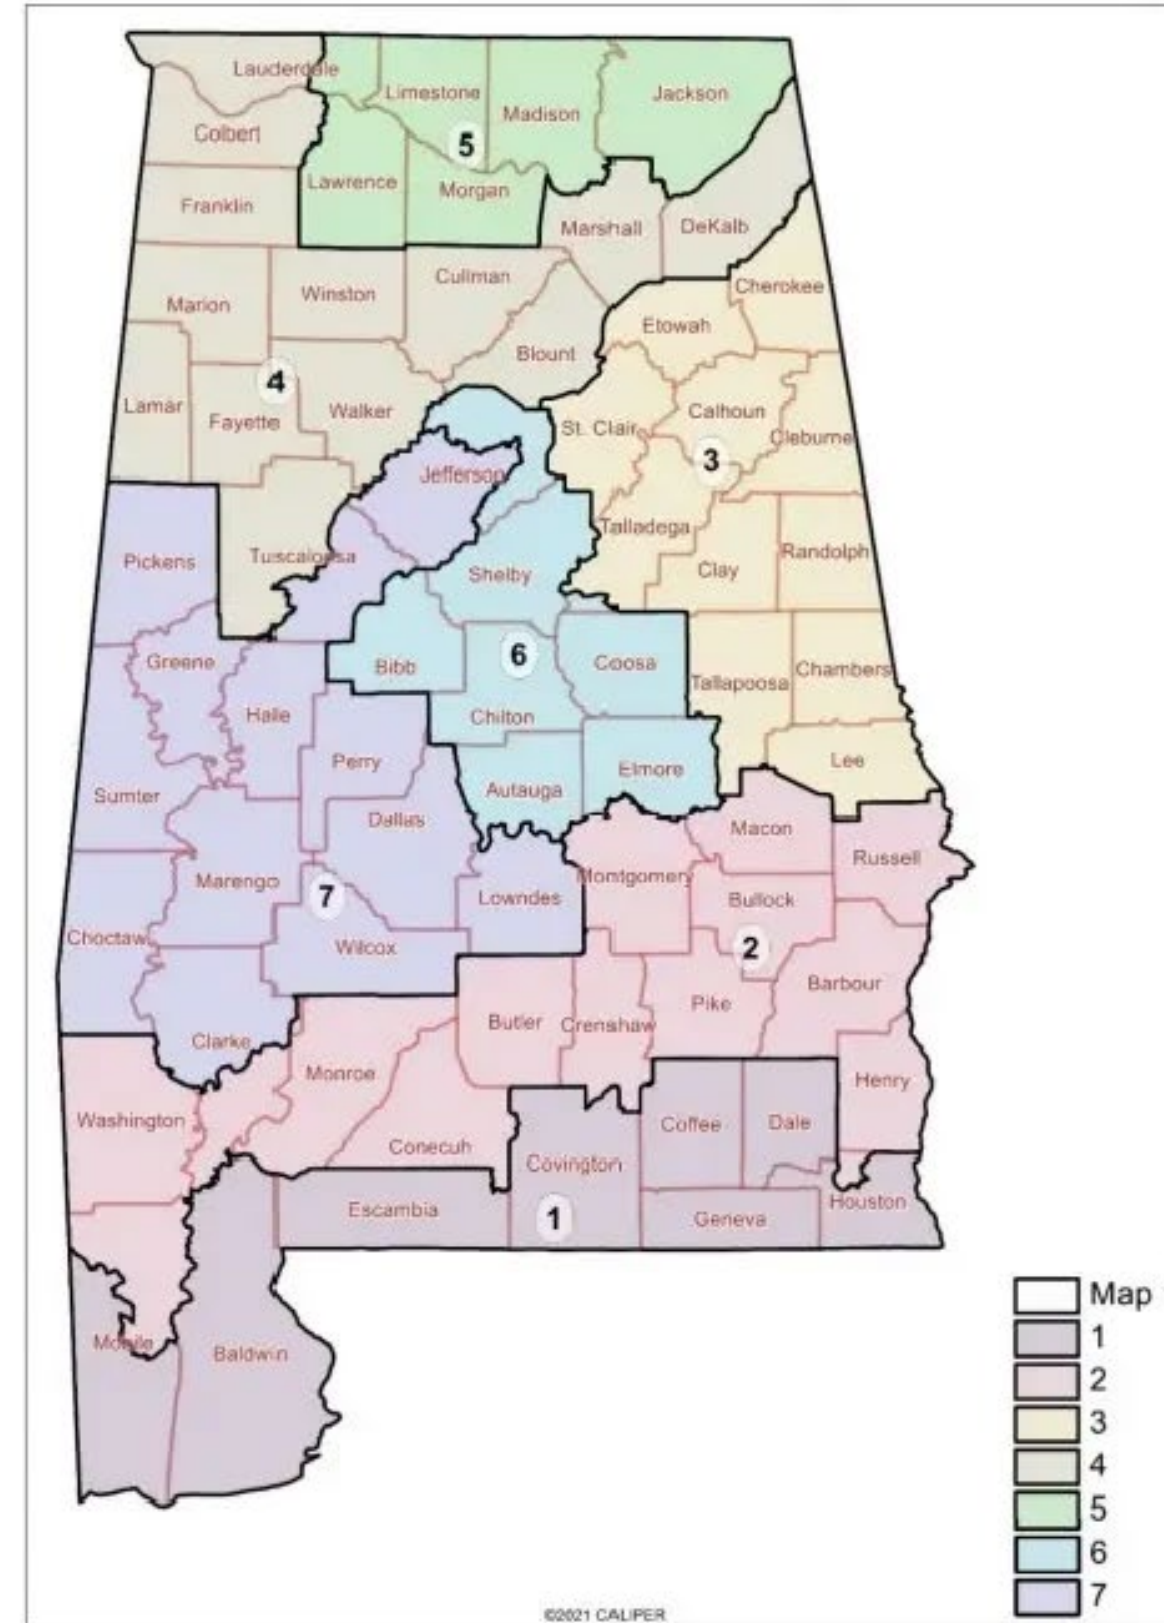 Lauderdale
Limestone
Madison
Jackson
Colbert
5
Lawrence
Morgan
Franklin
Marshall
DeKalb
Cullman
Cherokee
Marion
Winston
Etowah
Blount
4
Lamar
Fayette
Walker
St. Clair
Calhoun
Cleburne
3
Jefferson
Talladega
Pickens
Tuscaloosa
Shelby
Clay
Randolph
Greene
Bibb
6
Coosa
Tallapoosa
Chambers
Hale
Chilton
Perry
Autauga
Elmore
Lee
Sumter
Dallas
Macon
Russell
Marengo
7
Lowndes
Montgomery
Bullock
Choctaw
Wilcox
2
Barbour
Pike
Butler
Crenshaw
Clarke
Monroe
Henry
Washington
Conecuh
Coffee
Dale
Covington
Escambia
1
Geneva
Houston
Mobile
Baldwin
Map
1
2
3
4
5
6
7
©2021 CALIPER